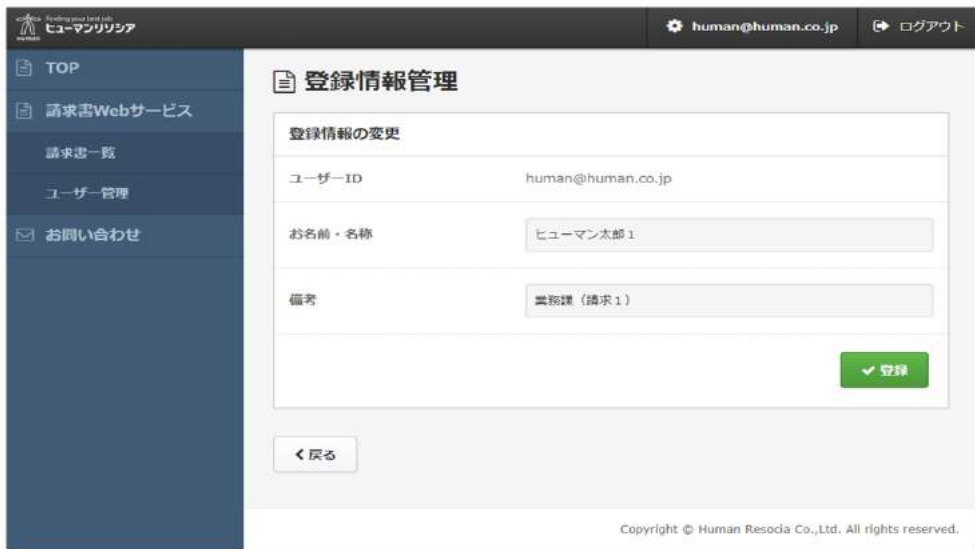 Finding your best job
ヒューマンリソシア
HUMAN
human@human.co.jp
ログアウト
TOP
請求書Webサービス
請求書一覧
ユーザー管理
お問い合わせ
登録情報管理
登録情報の変更
ユーザーID
human@human.co.jp
お名前・名称
ヒューマン太郎1
備考
業務課（請求1）
登録
戻る
Copyright © Human Resocia Co.,Ltd. All rights reserved.